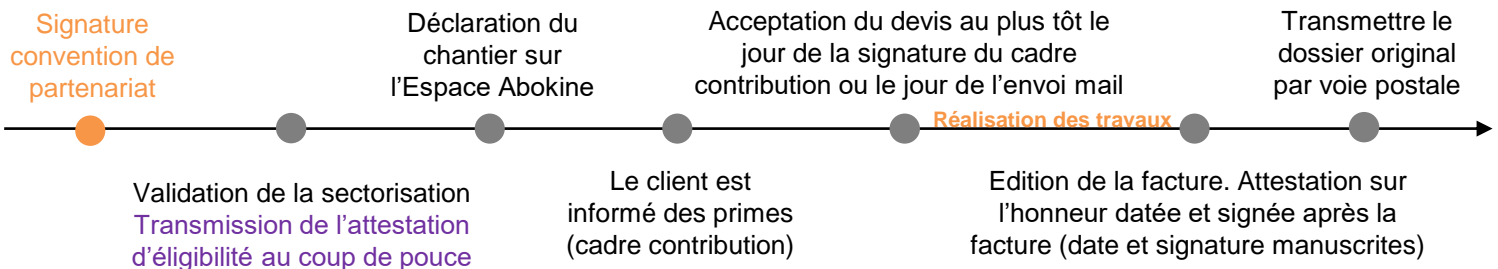 Signature
convention de
partenariat
Validation de la sectorisation
Transmission de l'attestation
d'éligibilité au coup de pouce
Déclaration du
chantier sur
l'Espace Abokine
Le client est
informé des primes
(cadre contribution)
Acceptation du devis au plus tôt le
jour de la signature du cadre
contribution ou le jour de l'envoi mail
Réalisation des travaux
Edition de la facture. Attestation sur
l'honneur datée et signée après la
facture (date et signature manuscrites)
Transmettre le
dossier original
par voie postale